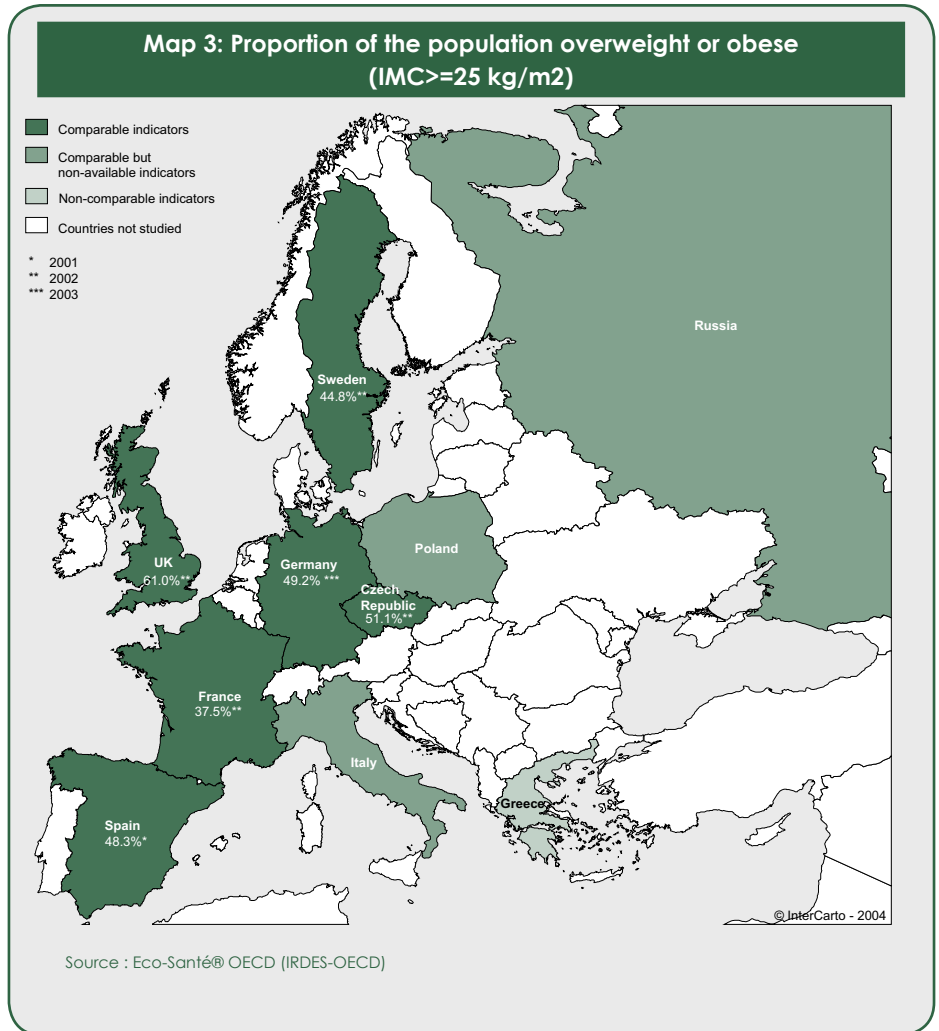 Map 3: Proportion of the population overweight or obese
(IMC>=25 kg/m2)
Comparable indicators
Comparable but
non-available indicators
Non-comparable indicators
Countries not studied
* 2001
** 2002
*** 2003
Russia
Sweden
44.8%**
Poland
UK
61.0%**
Germany
49.2% ***
Czech
Republic
51.1%**
France
37.5%**
Italy
Greece
Spain
48.3%*
© InterCarto - 2004
Source : Eco-Santé® OECD (IRDES-OECD)